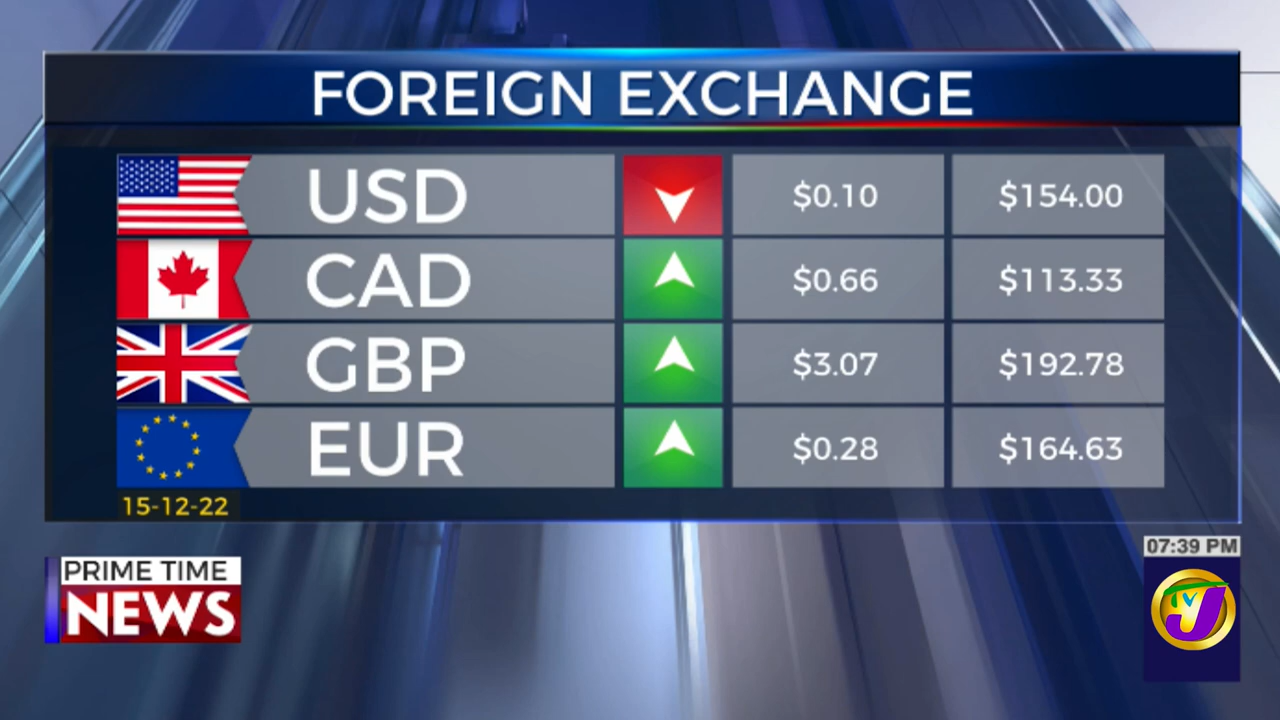 FOREIGN EXCHANGE
USD $0.10 $154.00
CAD $0.66 $113.33
GBP $3.07 $192.78
EUR $0.28 $164.63
15-12-22
PRIME TIME
NEWS
07:39 PM
TVJ